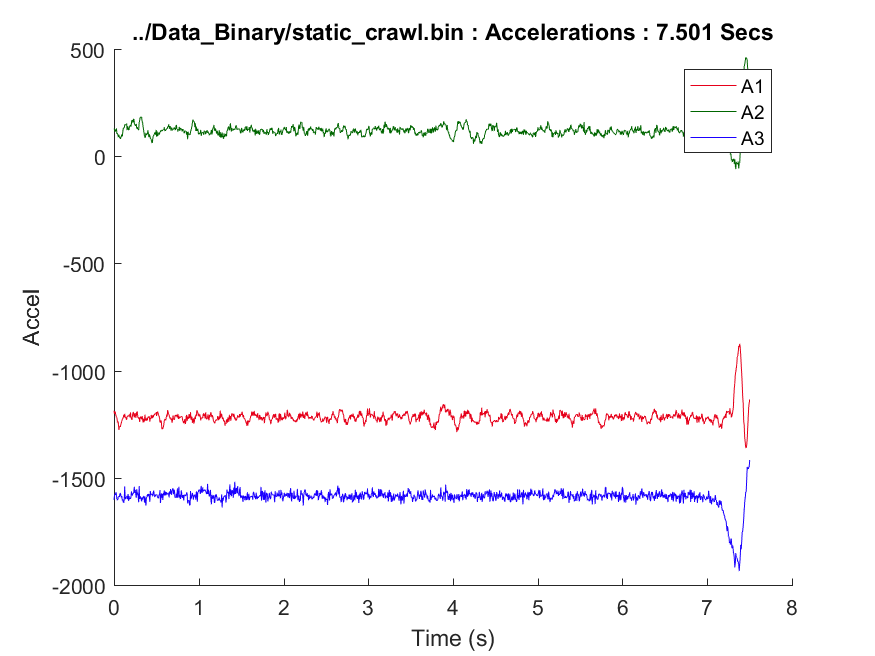 ../Data_Binary/static_crawl.bin : Accelerations : 7.501 Secs
500
0
-500
-1000
-1500
-2000
Accel
A1
A2
A3
0 1 2 3 4 5 6 7 8
Time (s)